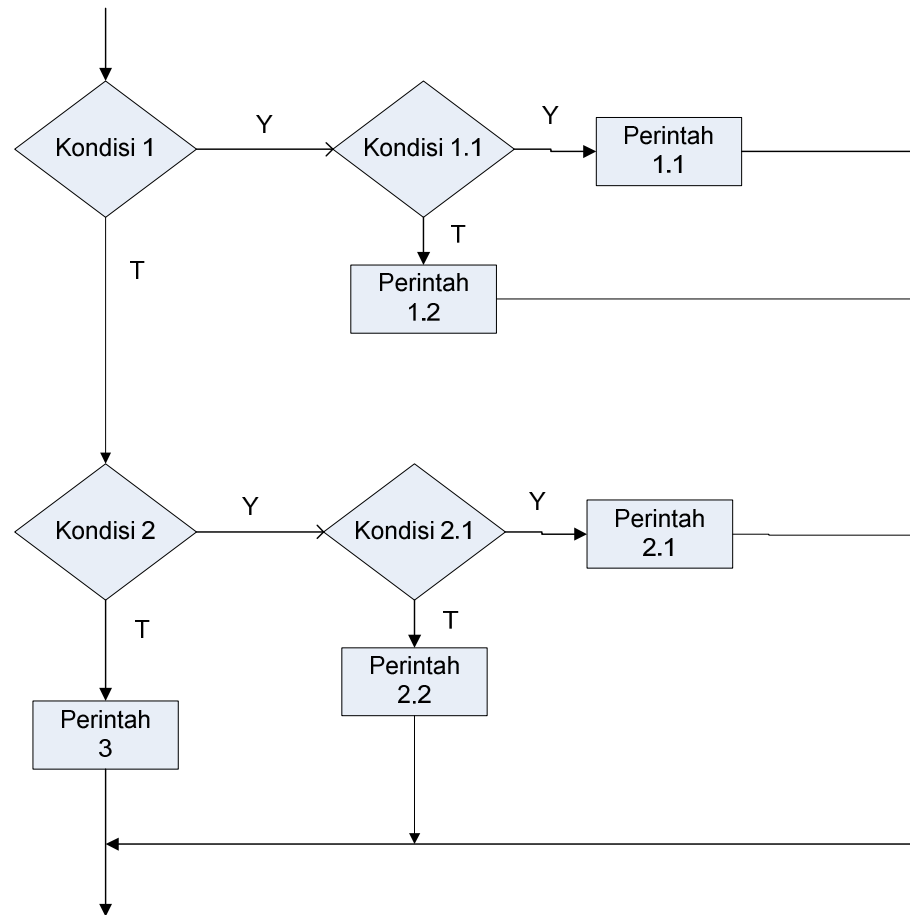 Kondisi 1
Y
Kondisi 1.1
Y
Perintah
1.1
T
Perintah
1.2
T
Kondisi 2
Y
Kondisi 2.1
Y
Perintah
2.1
T
Perintah
2.2
T
Perintah
3